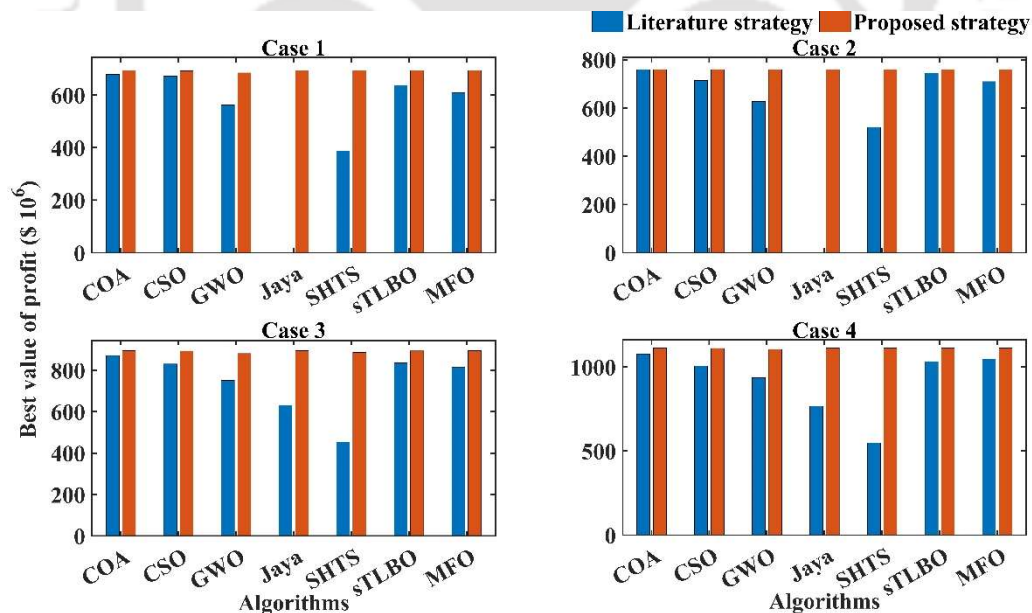 Literature strategy Proposed strategy
Case 1
Case 2
Best value of profit ($ 10^6)
600
400
200
0
COA CSO GWO Jaya SHTS sTLBO MFO
800
600
400
200
0
COA CSO GWO Jaya SHTS sTLBO MFO
Case 3
Case 4
800
600
400
200
0
COA CSO GWO Jaya SHTS sTLBO MFO
Algorithms
1000
500
0
COA CSO GWO Jaya SHTS sTLBO MFO
Algorithms